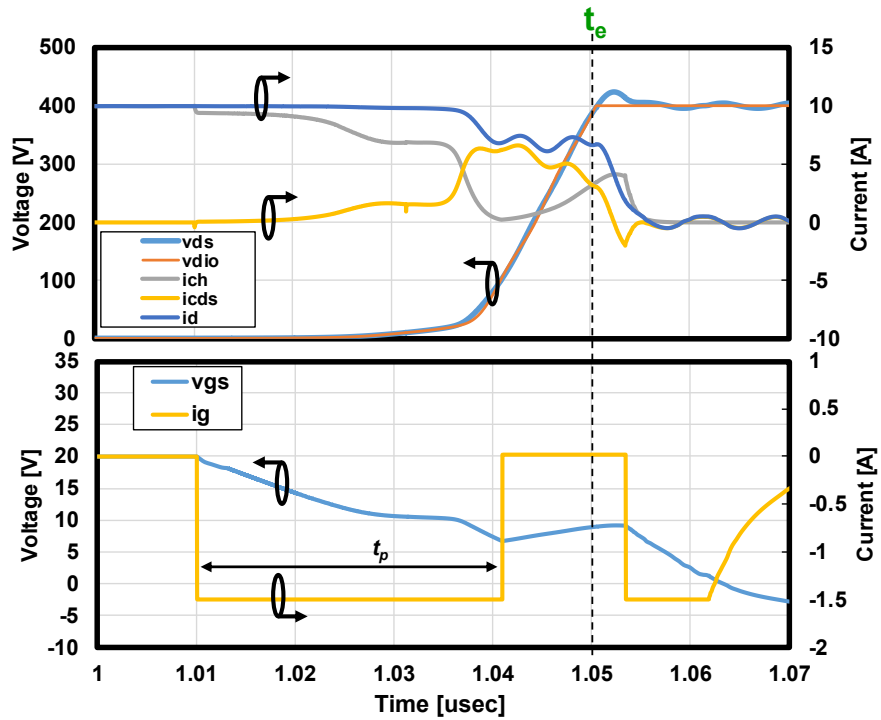 te
500
400
300
200
100
0
Voltage [V]
15
10
5
0
-5
-10
Current [A]
vds
vdio
ich
icds
id
35
30
25
20
15
10
5
0
-5
-10
Voltage [V]
1
0.5
0
-0.5
-1
-1.5
-2
Current [A]
vgs
ig
tp
1 1.01 1.02 1.03 1.04 1.05 1.06 1.07
Time [usec]